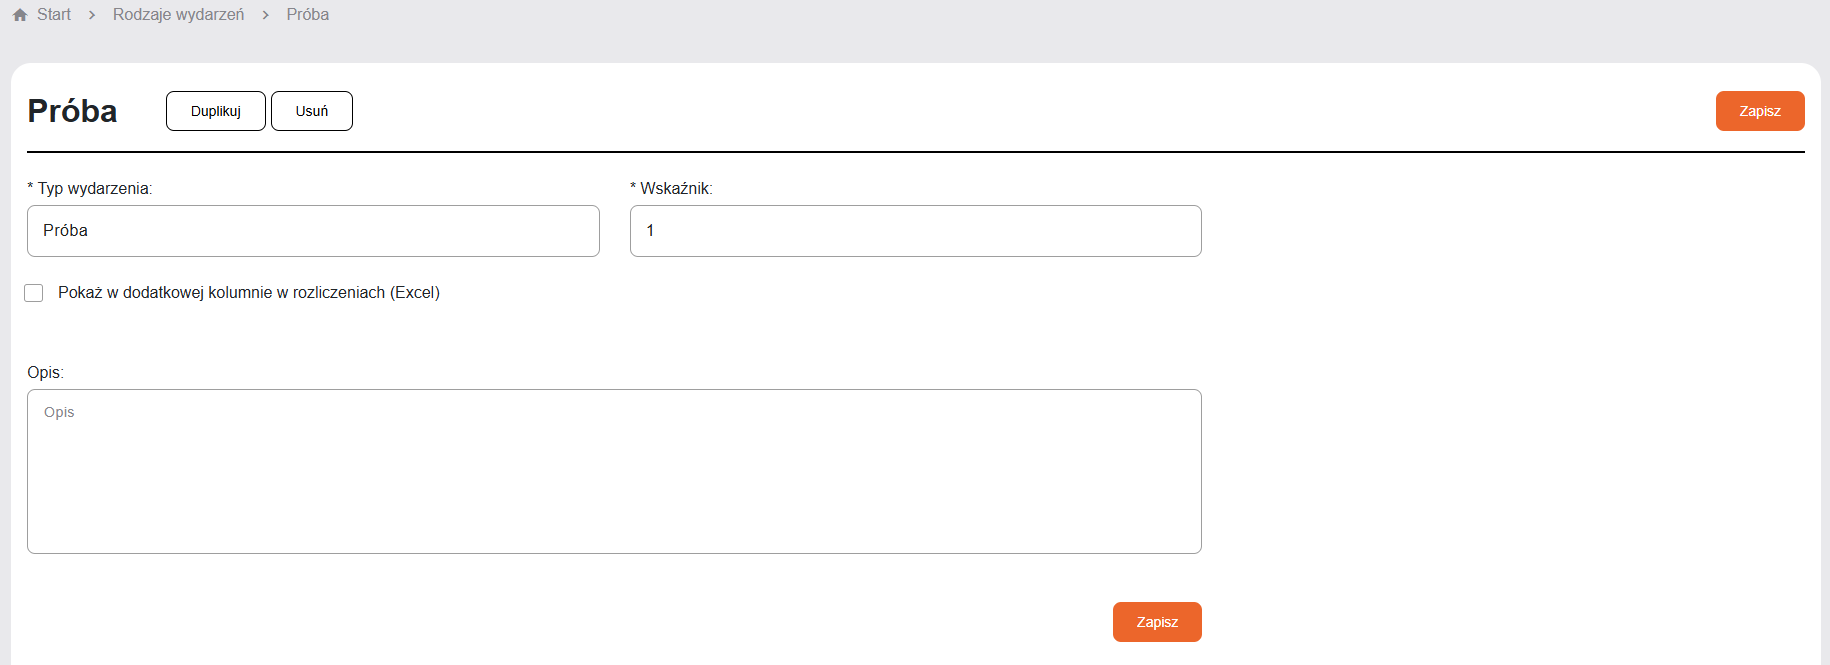 Start > Rodzaje wydarzeń > Próba
Próba Duplikuj Usuń Zapisz
* Typ wydarzenia: * Wskaźnik:
Próba 1
Pokaż w dodatkowej kolumnie w rozliczeniach (Excel)
Opis:
Opis
Zapisz